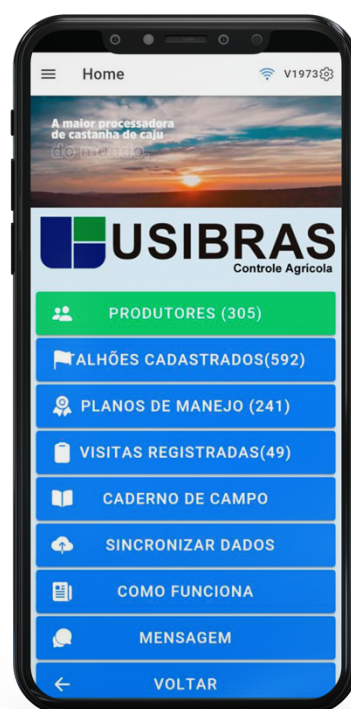 Home
V1973
A maior processadora
de castanha de caju
do mundo.
USIBRAS
Controle Agrícola
PRODUTORES (305)
TALHÕES CADASTRADOS(592)
PLANOS DE MANEJO (241)
VISITAS REGISTRADAS(49)
CADERNO DE CAMPO
SINCRONIZAR DADOS
COMO FUNCIONA
MENSAGEM
VOLTAR